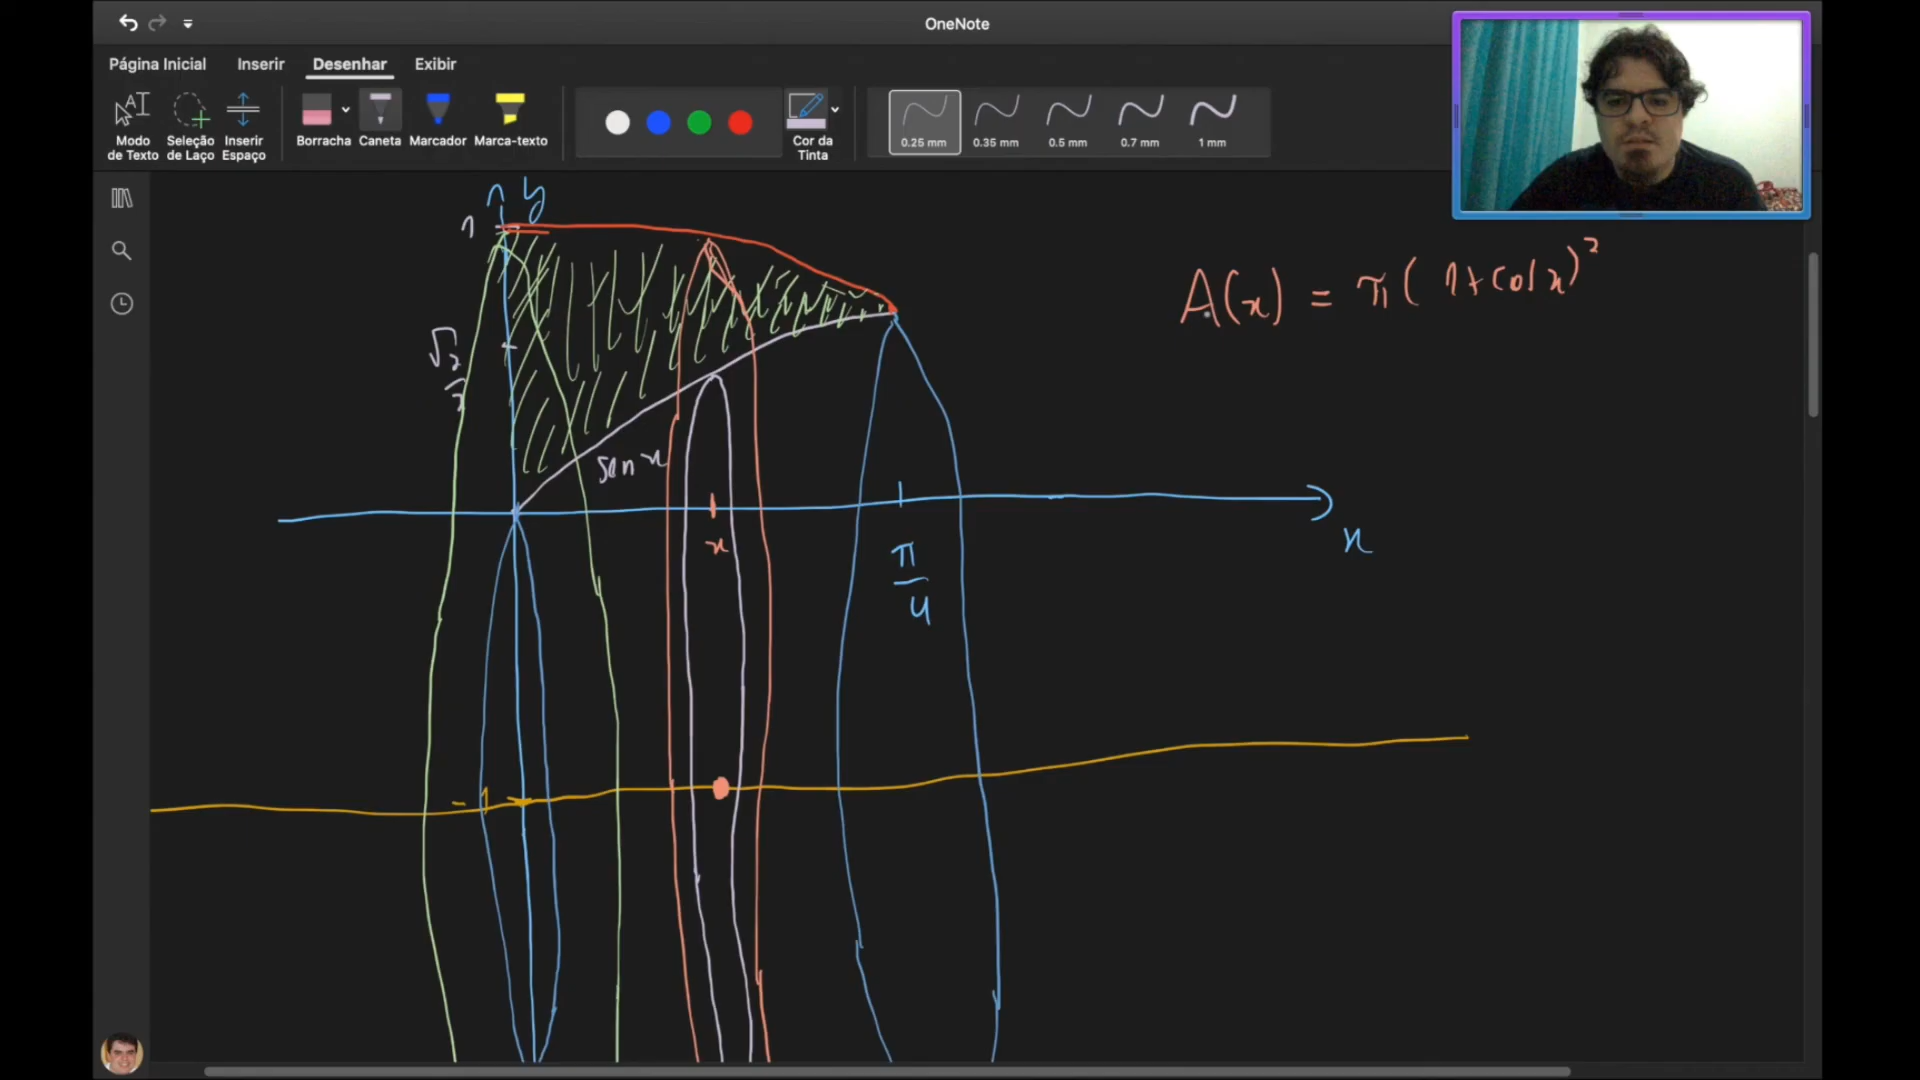 OneNote
Página Inicial Inserir Desenhar Exibir
Modo de Texto
Seleção de Laço
Inserir Espaço
Borracha
Caneta
Marcador
Marca-texto
Cor da Tinta
0.25 mm
0.35 mm
0.5 mm
0.7 mm
1 mm
y
1
A(x) = π(1+cos x)²
√2/2
sen x
x
π/4
x
-1